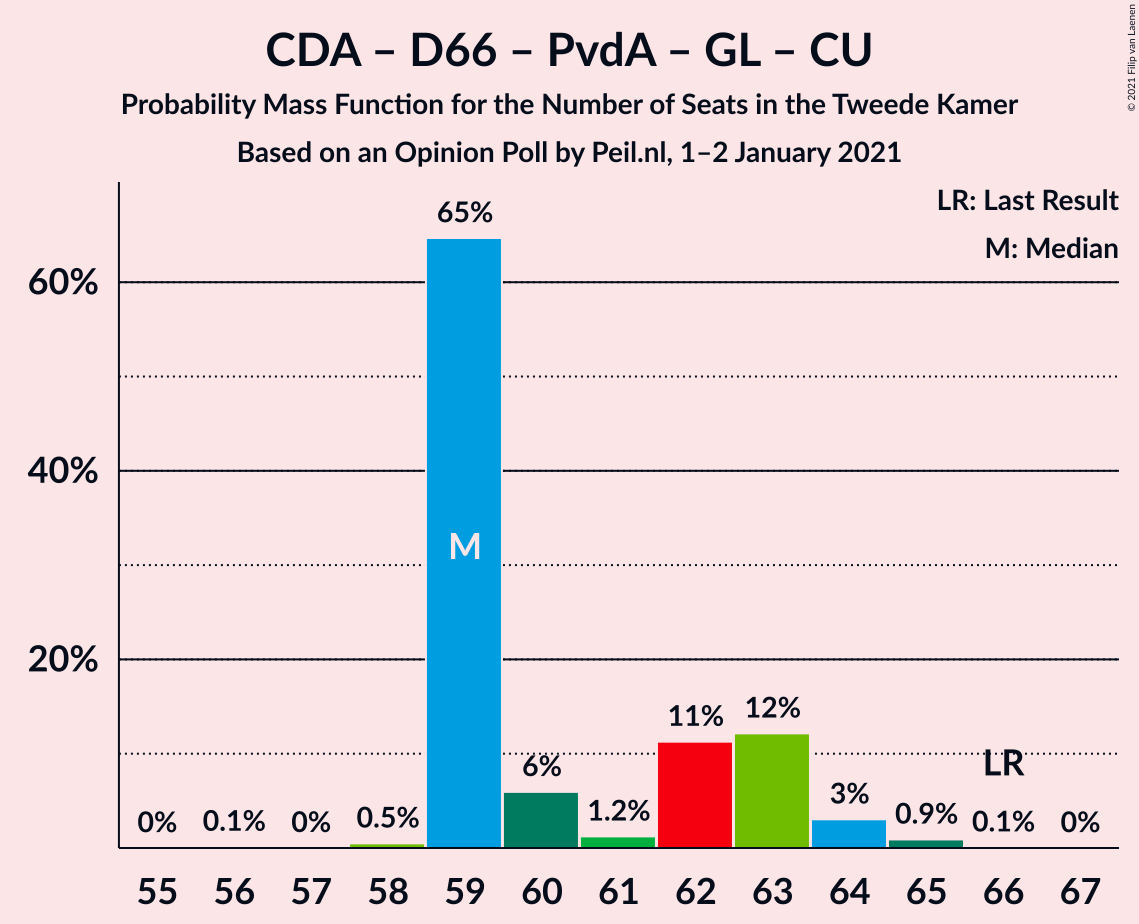 CDA – D66 – PvdA – GL – CU
Probability Mass Function for the Number of Seats in the Tweede Kamer
Based on an Opinion Poll by Peil.nl, 1–2 January 2021
© 2021 Filip van Laenen
LR: Last Result
M: Median
60%
40%
20%
0%
0.1%
0%
0.5%
65%
M
6%
1.2%
11%
12%
3%
0.9%
LR
0.1%
0%
55 56 57 58 59 60 61 62 63 64 65 66 67